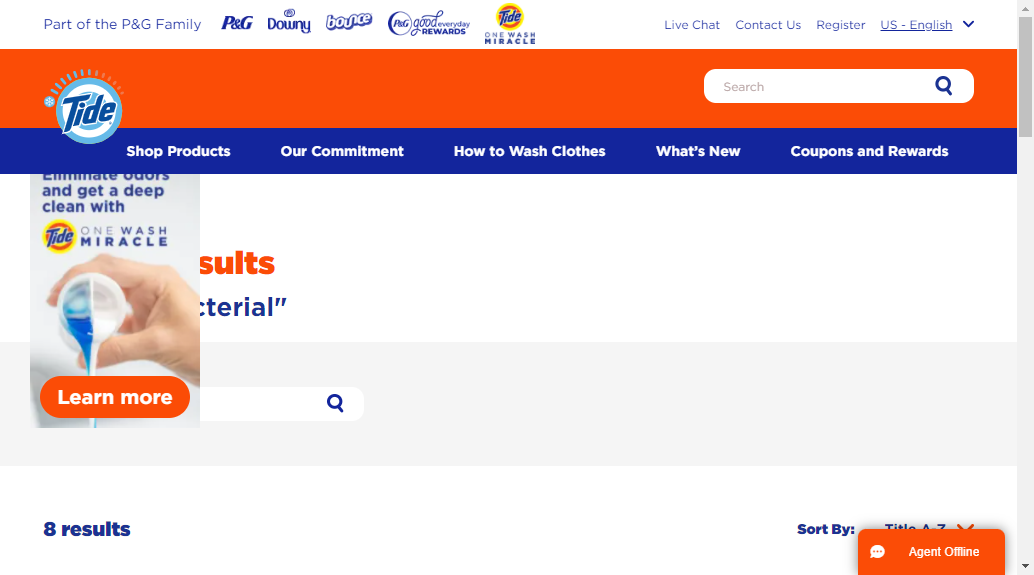 Part of the P&G Family
P&G
Downy
bounce
P&G good everyday
REWARDS
Tide
ONE WASH
MIRACLE
Live Chat
Contact Us
Register
US - English
Tide
Search
Shop Products
Our Commitment
How to Wash Clothes
What's New
Coupons and Rewards
Eliminate odors
and get a deep
clean with
Tide
ONE WASH
MIRACLE
Learn more
sults
cterial"
8 results
Sort By:
Title A-Z
Agent Offline